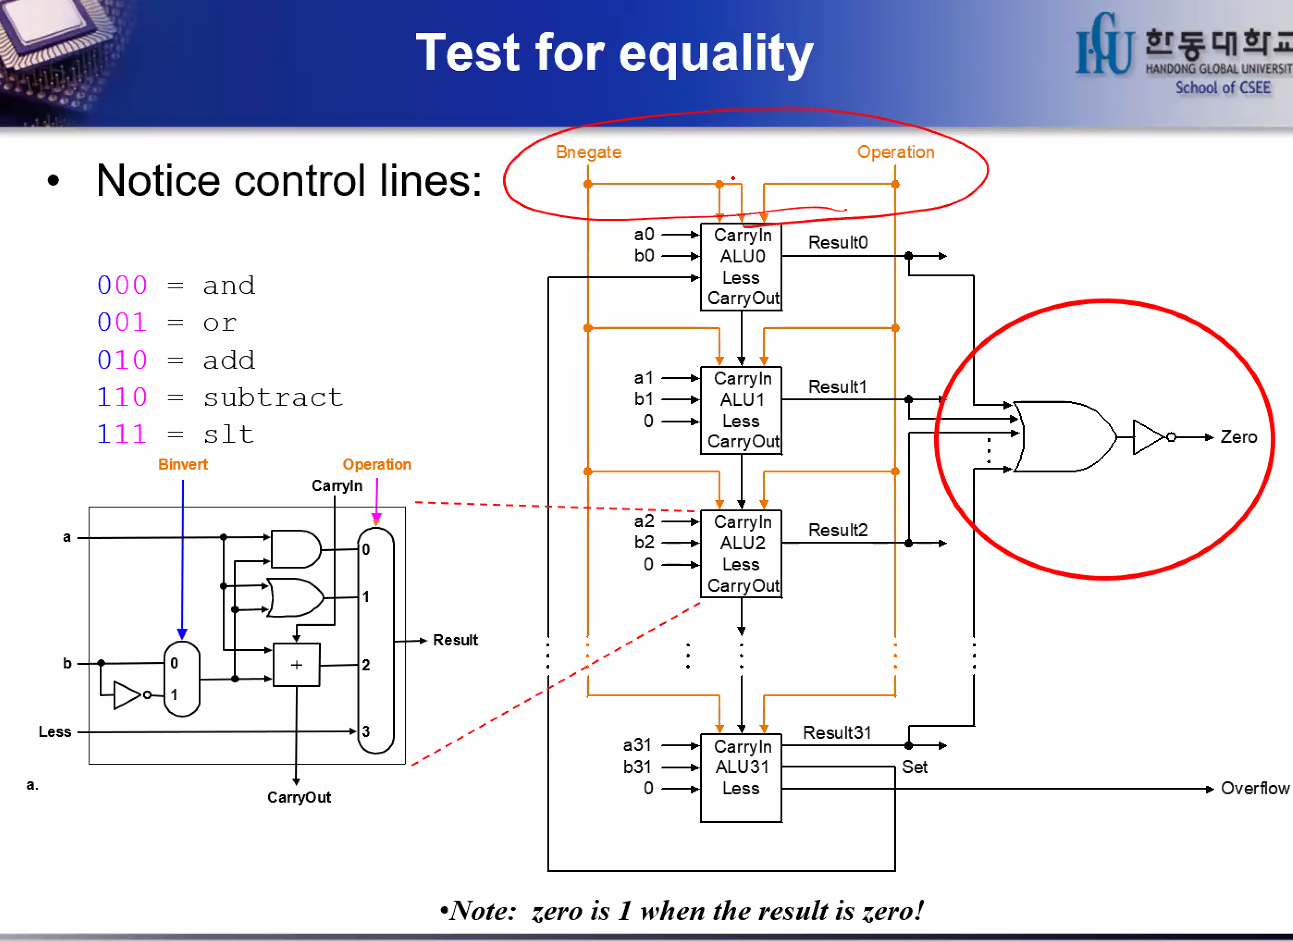 Test for equality
한동대학교
HANDONG GLOBAL UNIVERSIT
School of CSEE
• Notice control lines:
000 = and
001 = or
010 = add
110 = subtract
111 = slt
Binvert
Operation
CarryIn
a
0
1
b
0
+
2
Result
1
Less
3
a.
CarryOut
Bnegate
Operation
a0
CarryIn
Result0
b0
ALU0
Less
CarryOut
a1
CarryIn
Result1
b1
ALU1
0
Less
CarryOut
Zero
a2
CarryIn
Result2
b2
ALU2
0
Less
CarryOut
a31
CarryIn
Result31
b31
ALU31
Set
0
Less
Overflow
•Note: zero is 1 when the result is zero!